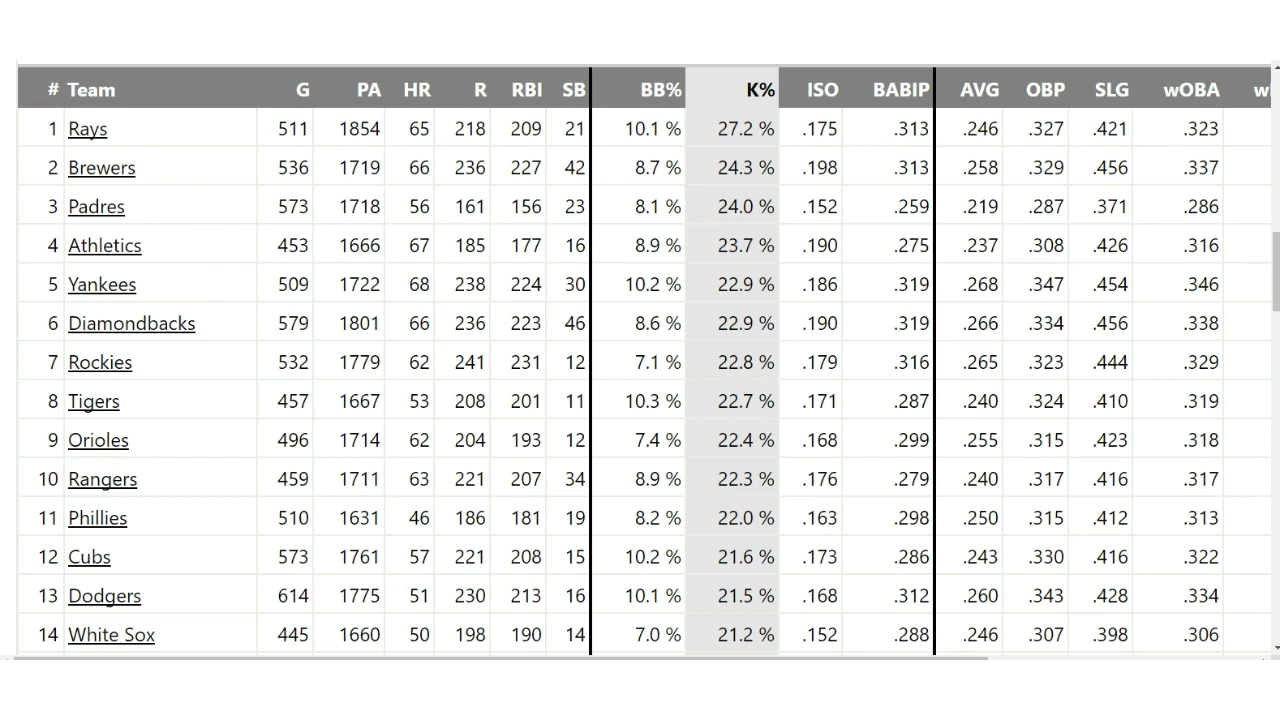 # Team G PA HR R RBI SB BB% K% ISO BABIP AVG OBP SLG wOBA
1 Rays 511 1854 65 218 209 21 10.1 % 27.2 % .175 .313 .246 .327 .421 .323
2 Brewers 536 1719 66 236 227 42 8.7 % 24.3 % .198 .313 .258 .329 .456 .337
3 Padres 573 1718 56 161 156 23 8.1 % 24.0 % .152 .259 .219 .287 .371 .286
4 Athletics 453 1666 67 185 177 16 8.9 % 23.7 % .190 .275 .237 .308 .426 .316
5 Yankees 509 1722 68 238 224 30 10.2 % 22.9 % .186 .319 .268 .347 .454 .346
6 Diamondbacks 579 1801 66 236 223 46 8.6 % 22.9 % .190 .319 .266 .334 .456 .338
7 Rockies 532 1779 62 241 231 12 7.1 % 22.8 % .179 .316 .265 .323 .444 .329
8 Tigers 457 1667 53 208 201 11 10.3 % 22.7 % .171 .287 .240 .324 .410 .319
9 Orioles 496 1714 62 204 193 12 7.4 % 22.4 % .168 .299 .255 .315 .423 .318
10 Rangers 459 1711 63 221 207 34 8.9 % 22.3 % .176 .279 .240 .317 .416 .317
11 Phillies 510 1631 46 186 181 19 8.2 % 22.0 % .163 .298 .250 .315 .412 .313
12 Cubs 573 1761 57 221 208 15 10.2 % 21.6 % .173 .286 .243 .330 .416 .322
13 Dodgers 614 1775 51 230 213 16 10.1 % 21.5 % .168 .312 .260 .343 .428 .334
14 White Sox 445 1660 50 198 190 14 7.0 % 21.2 % .152 .288 .246 .307 .398 .306